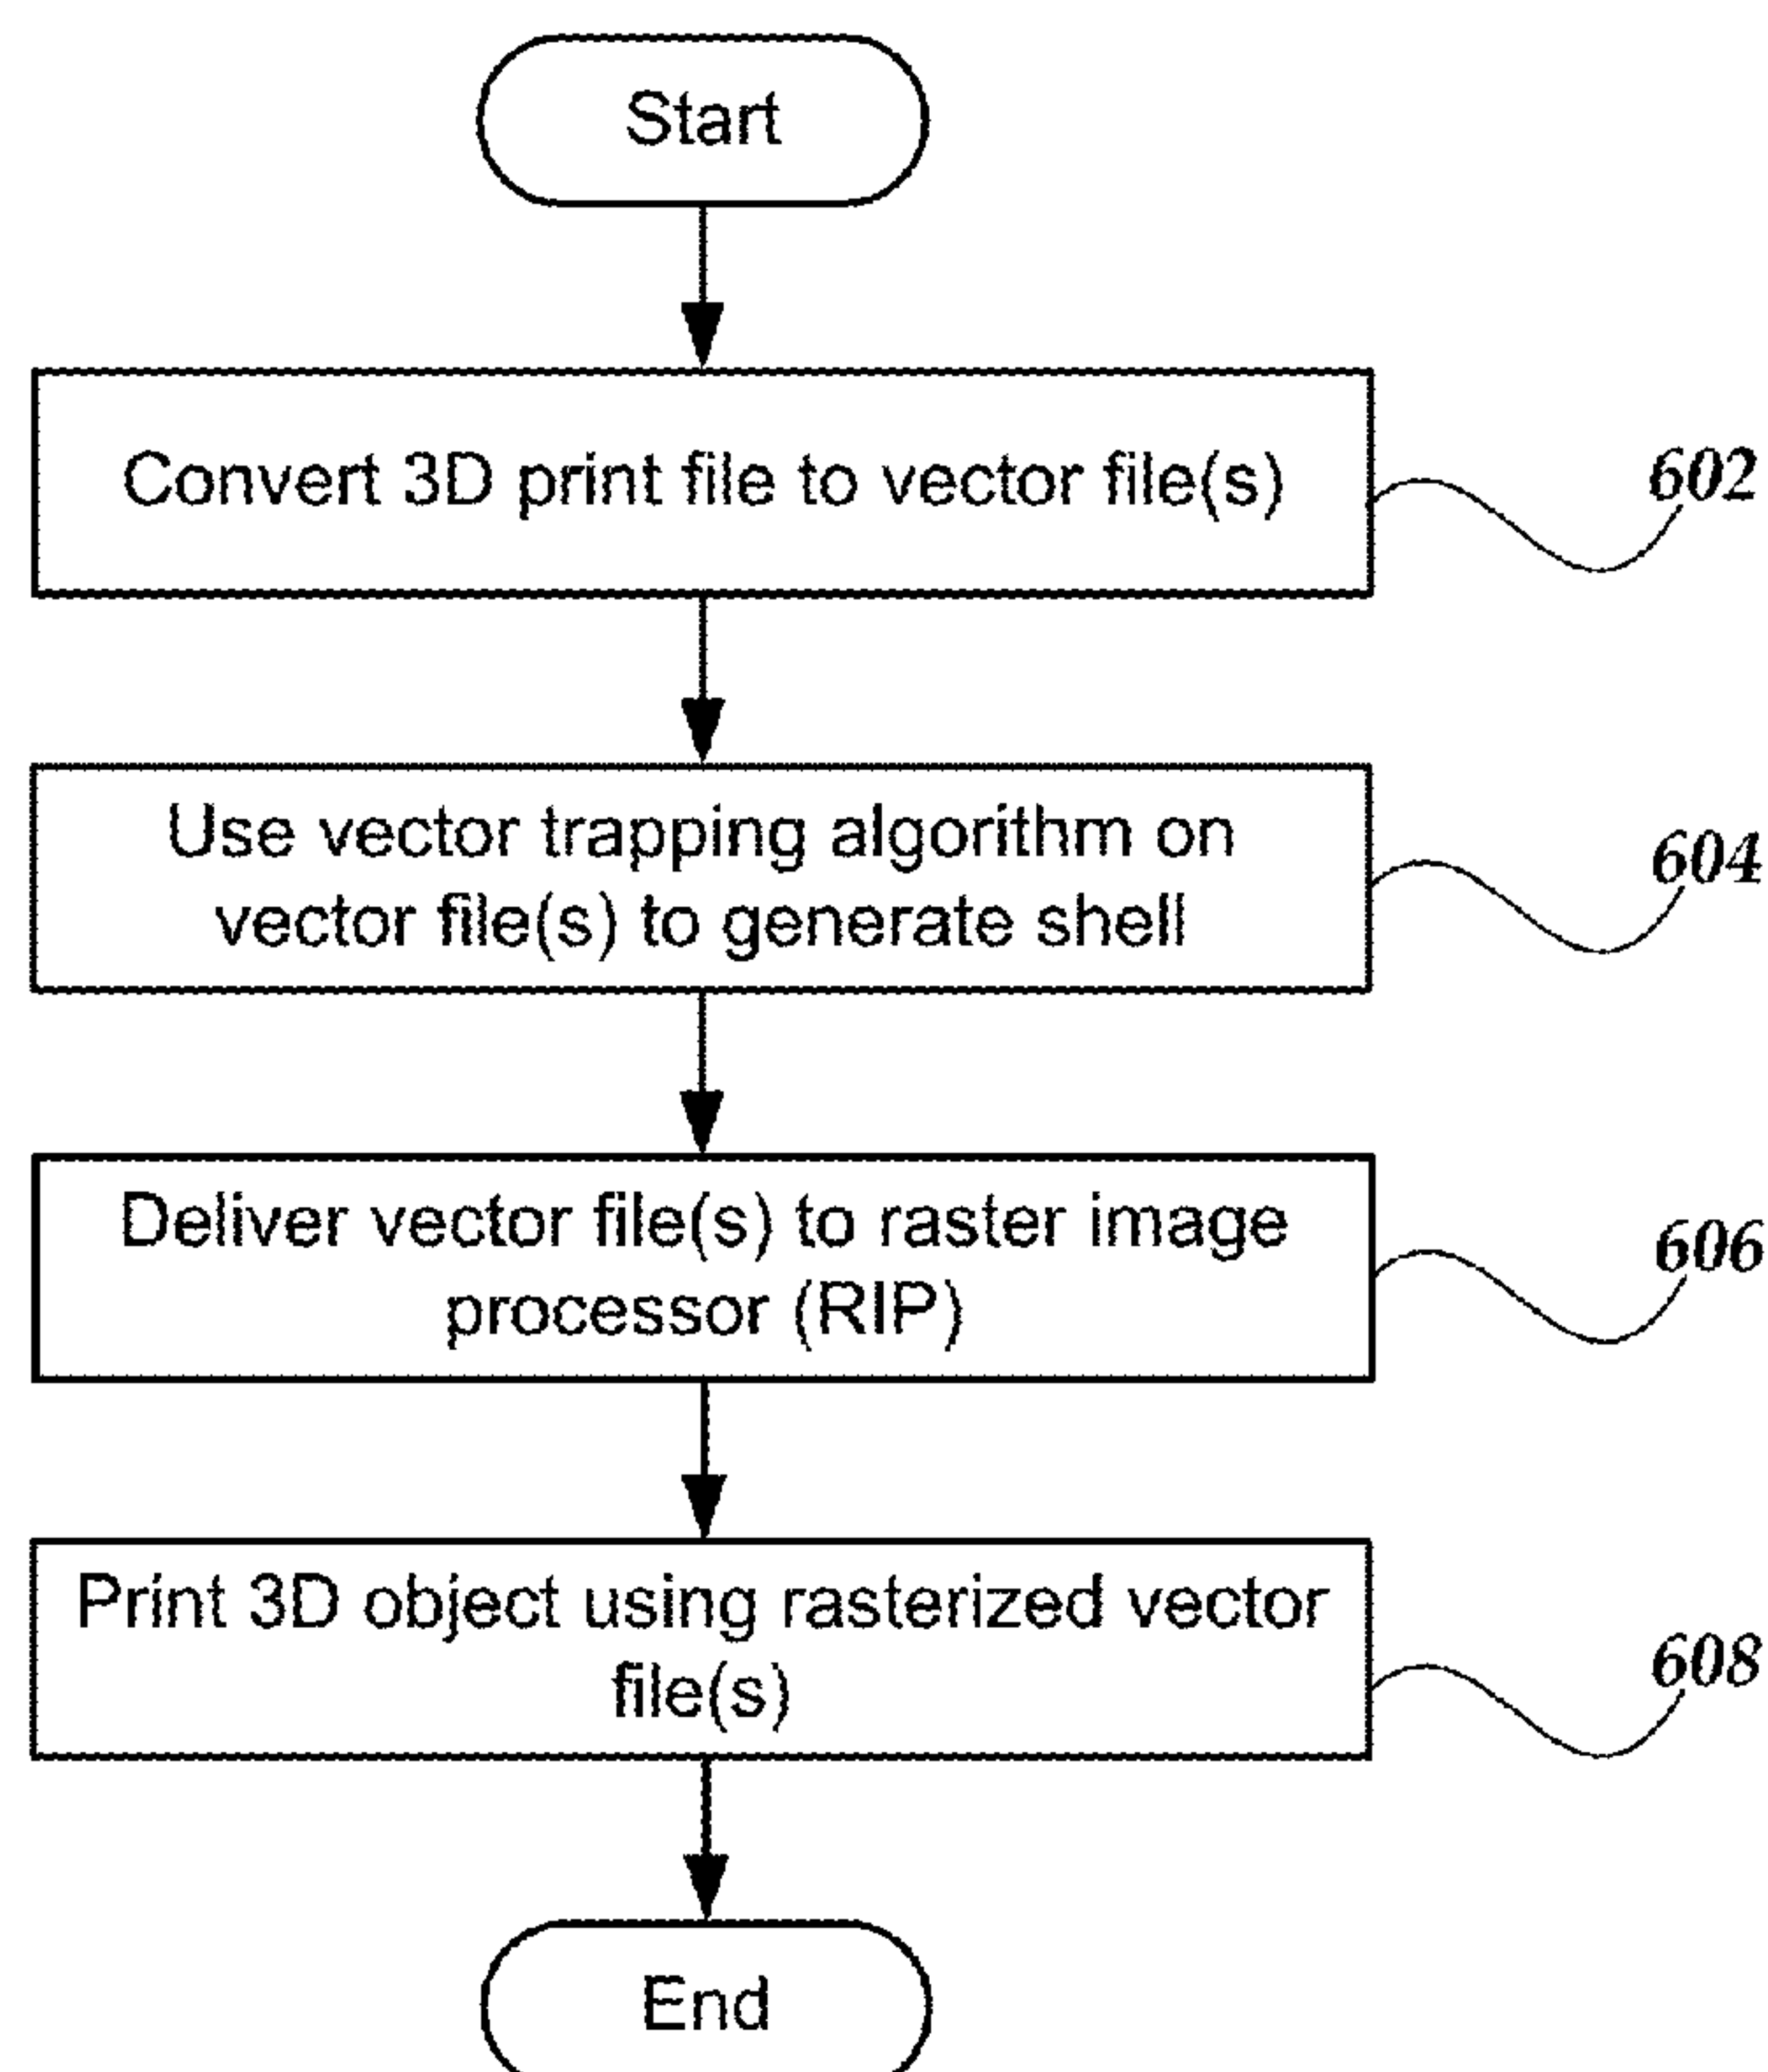 Start
Convert 3D print file to vector file(s)
602
Use vector trapping algorithm on
vector file(s) to generate shell
604
Deliver vector file(s) to raster image
processor (RIP)
606
Print 3D object using rasterized vector
file(s)
608
End